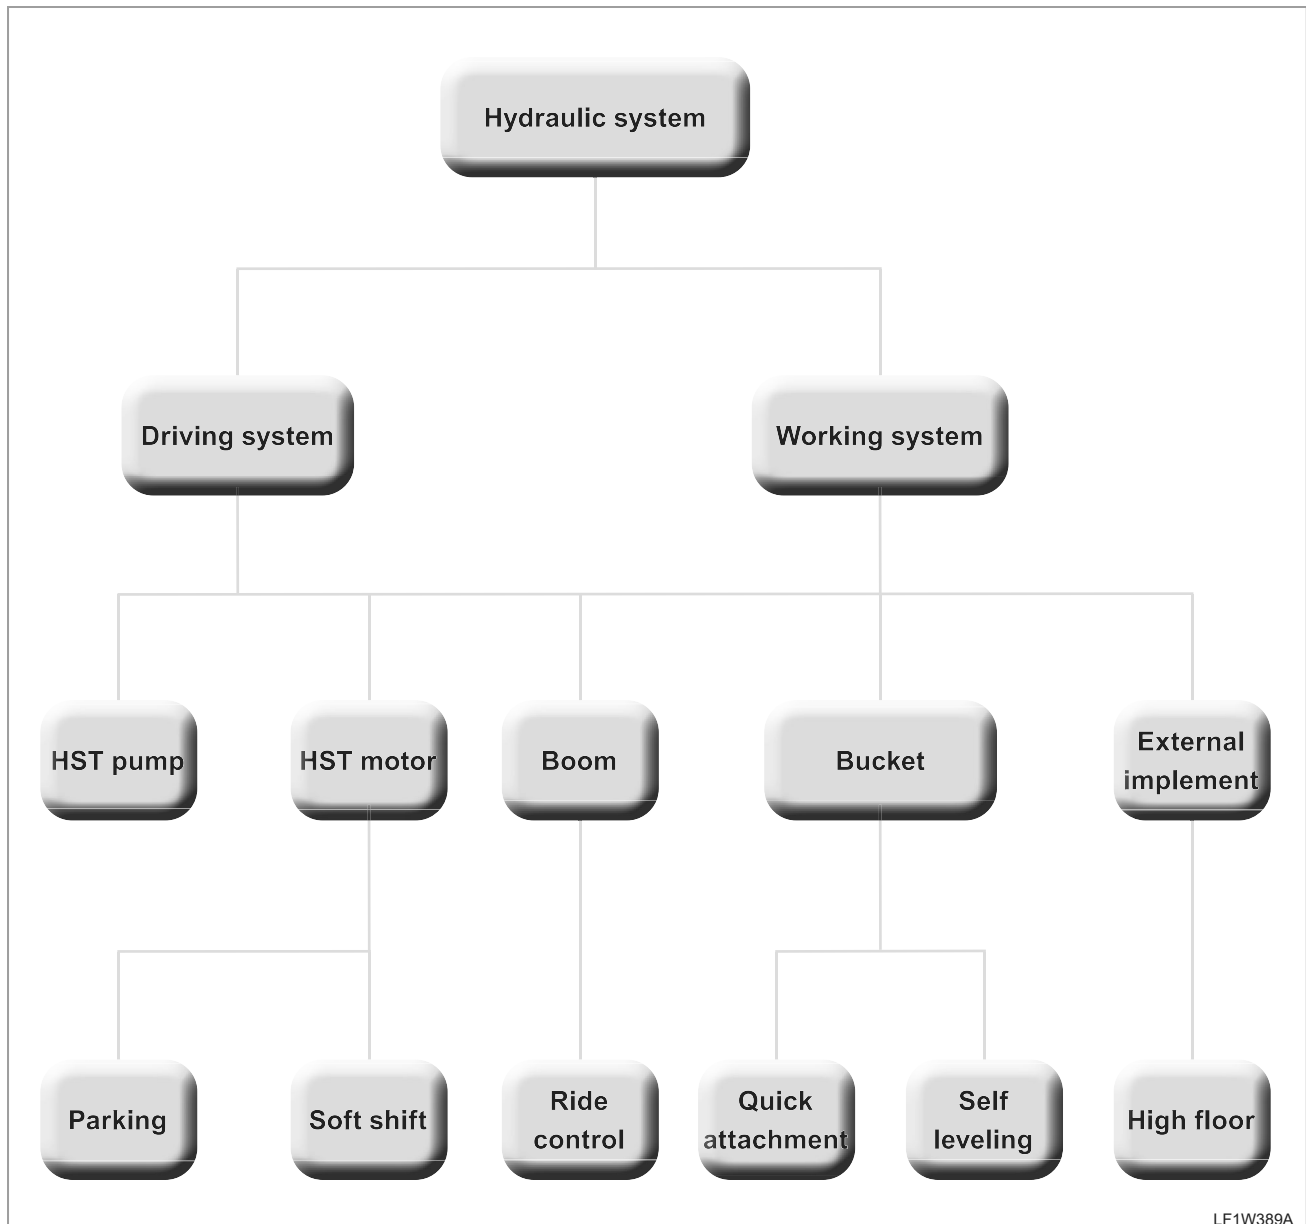 Hydraulic system
Driving system
Working system
HST pump
HST motor
Boom
Bucket
External
implement
Parking
Soft shift
Ride
control
Quick
attachment
Self
leveling
High floor
LF1W389A